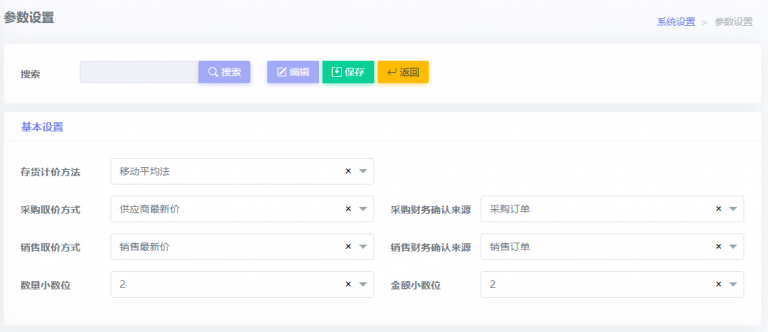 参数设置
系统设置 > 参数设置
搜索 搜索 编辑 保存 返回
基本设置
存货计价方法 移动平均法 ×
采购取价方式 供应商最新价 × 采购财务确认来源 采购订单 ×
销售取价方式 销售最新价 × 销售财务确认来源 销售订单 ×
数量小数位 2 × 金额小数位 2 ×